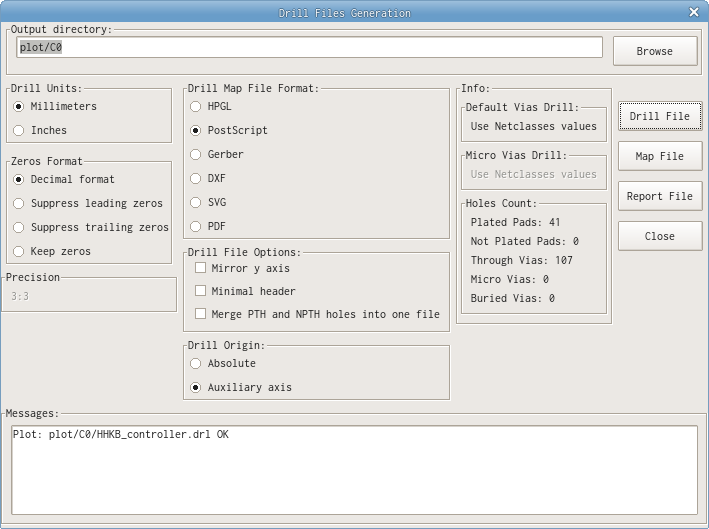 Drill Files Generation
Output directory:
plot/C0
Browse
Drill Units:
Millimeters
Inches
Zeros Format
Decimal format
Suppress leading zeros
Suppress trailing zeros
Keep zeros
Precision
3:3
Drill Map File Format:
HPGL
PostScript
Gerber
DXF
SVG
PDF
Drill File Options:
Mirror y axis
Minimal header
Merge PTH and NPTH holes into one file
Drill Origin:
Absolute
Auxiliary axis
Info:
Default Vias Drill:
Use Netclasses values
Micro Vias Drill:
Use Netclasses values
Holes Count:
Plated Pads: 41
Not Plated Pads: 0
Through Vias: 107
Micro Vias: 0
Buried Vias: 0
Drill File
Map File
Report File
Close
Messages:
Plot: plot/C0/HHKB_controller.drl OK